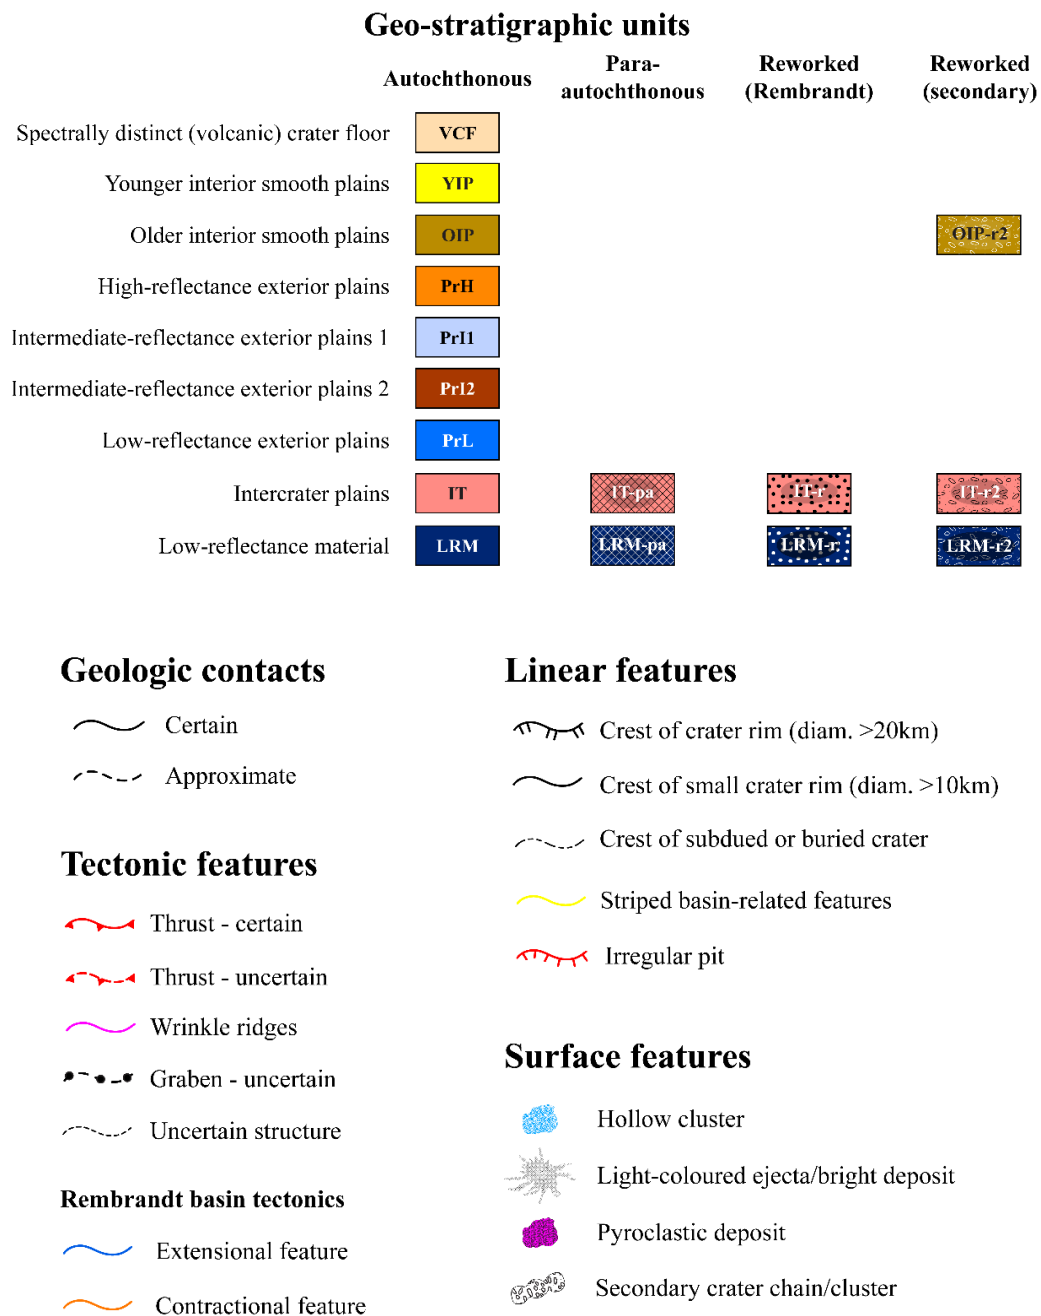 Geo-stratigraphic units
Autochthonous
Para-
autochthonous
Reworked
(Rembrandt)
Reworked
(secondary)
Spectrally distinct (volcanic) crater floor VCF
Younger interior smooth plains YIP
Older interior smooth plains OIP OIP-r2
High-reflectance exterior plains PrH
Intermediate-reflectance exterior plains 1 PrI1
Intermediate-reflectance exterior plains 2 PrI2
Low-reflectance exterior plains PrL
Intercrater plains IT IT-pa IT-r IT-r2
Low-reflectance material LRM LRM-pa LRM-r LRM-r2
Geologic contacts
Certain
Approximate
Tectonic features
Thrust - certain
Thrust - uncertain
Wrinkle ridges
Graben - uncertain
Uncertain structure
Rembrandt basin tectonics
Extensional feature
Contractional feature
Linear features
Crest of crater rim (diam. >20km)
Crest of small crater rim (diam. >10km)
Crest of subdued or buried crater
Striped basin-related features
Irregular pit
Surface features
Hollow cluster
Light-coloured ejecta/bright deposit
Pyroclastic deposit
Secondary crater chain/cluster